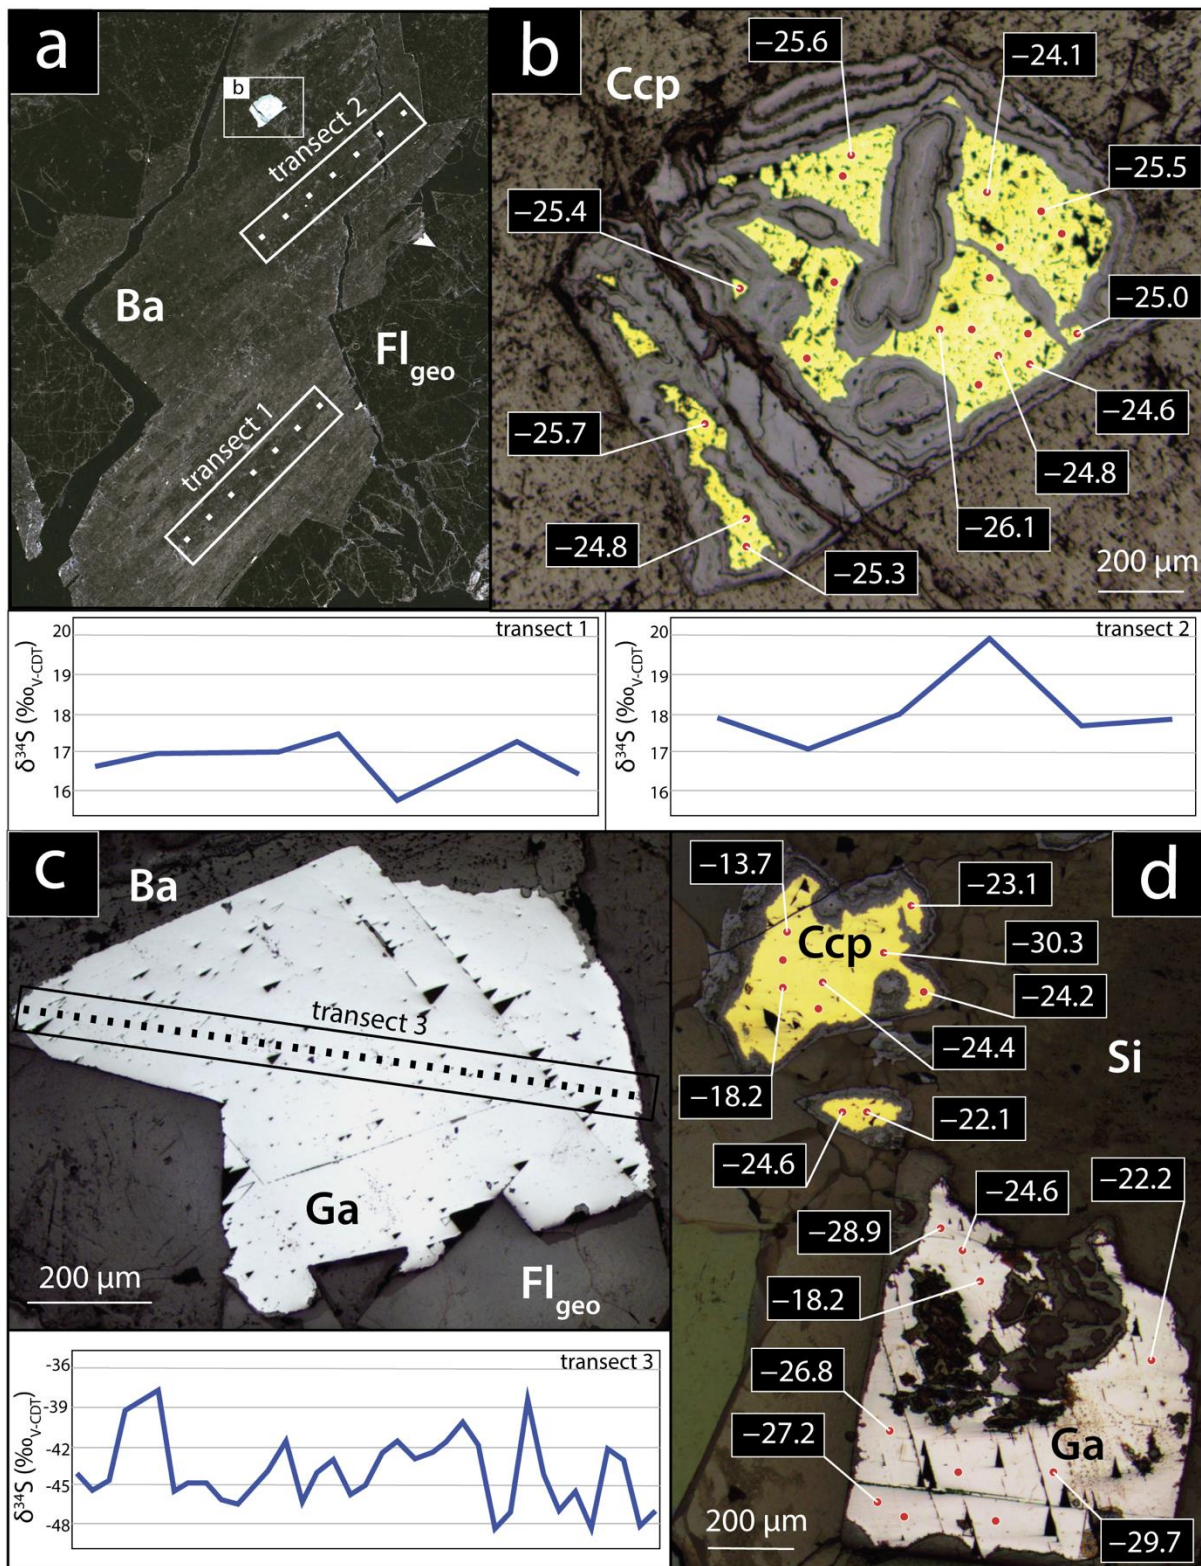 a
b
transect 2
Ba
Fl
geo
transect 1
b
Ccp
−25.6
−24.1
−25.5
−25.4
−25.0
−25.7
−24.6
−24.8
−24.8
−26.1
−25.3
200 µm
transect 1
δ³⁴S (‰V-CDT)
20
19
18
17
16
transect 2
δ³⁴S (‰V-CDT)
20
19
18
17
16
c
Ba
transect 3
Ga
200 µm
Fl
geo
transect 3
δ³⁴S (‰V-CDT)
-36
-39
-42
-45
-48
d
−13.7
−23.1
Ccp
−30.3
−24.2
−24.4
Si
−18.2
−22.1
−24.6
−24.6
−22.2
−28.9
−18.2
−26.8
−27.2
Ga
200 µm
−29.7